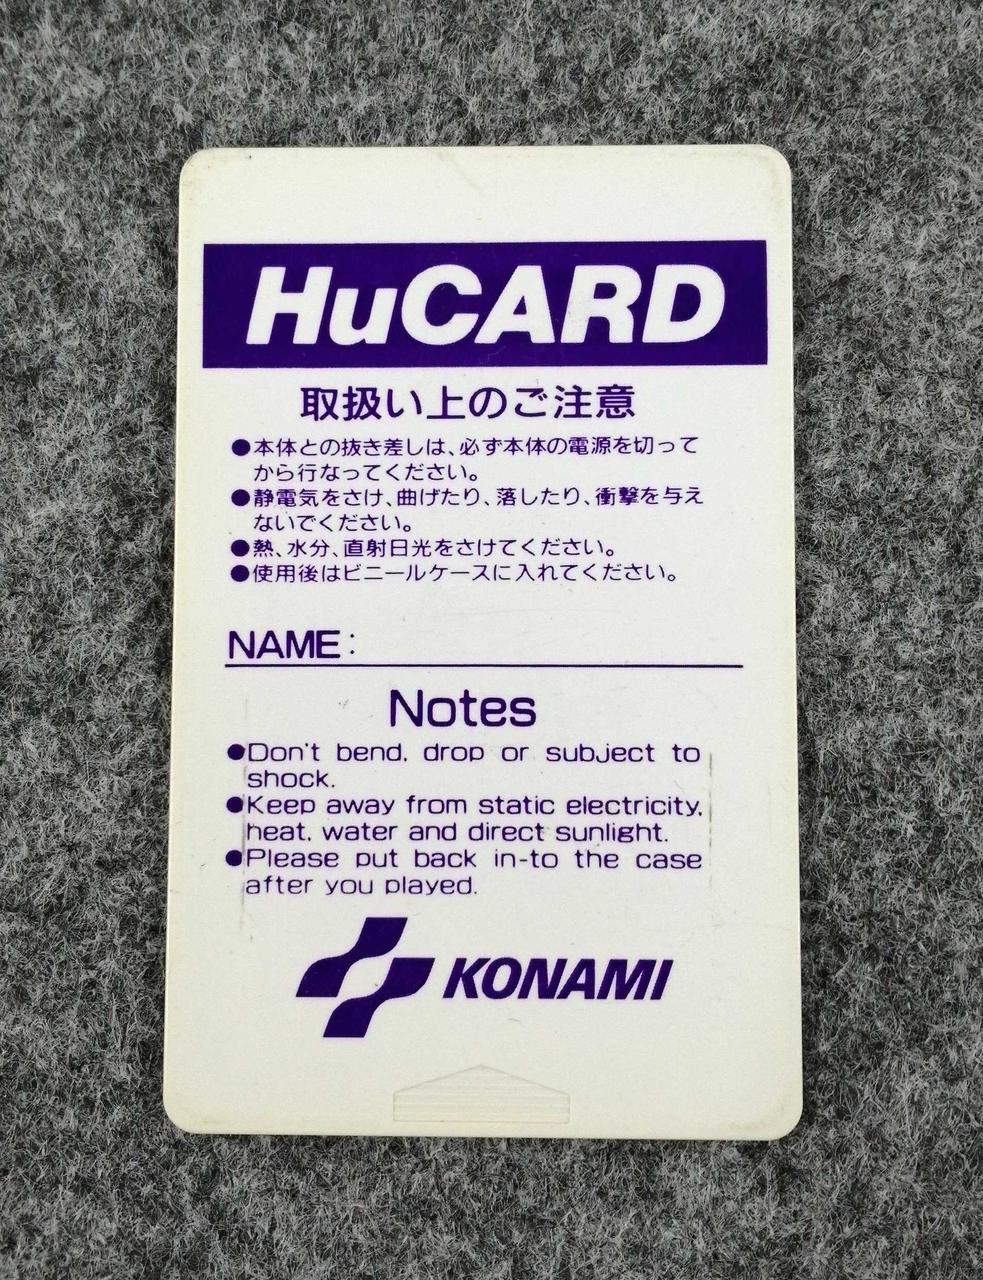 HuCARD
取扱い上のご注意
●本体との抜き差しは、必ず本体の電源を切って
から行なってください。
●静電気をさけ、曲げたり、落したり、衝撃を与え
ないでください。
●熱、水分、直射日光をさけてください。
●使用後はビニールケースに入れてください。
NAME:
Notes
●Don't bend. drop or subject to
shock.
●Keep away from static electricity.
heat. water and direct sunlight.
●Please put back in-to the case
after you played.
KONAMI